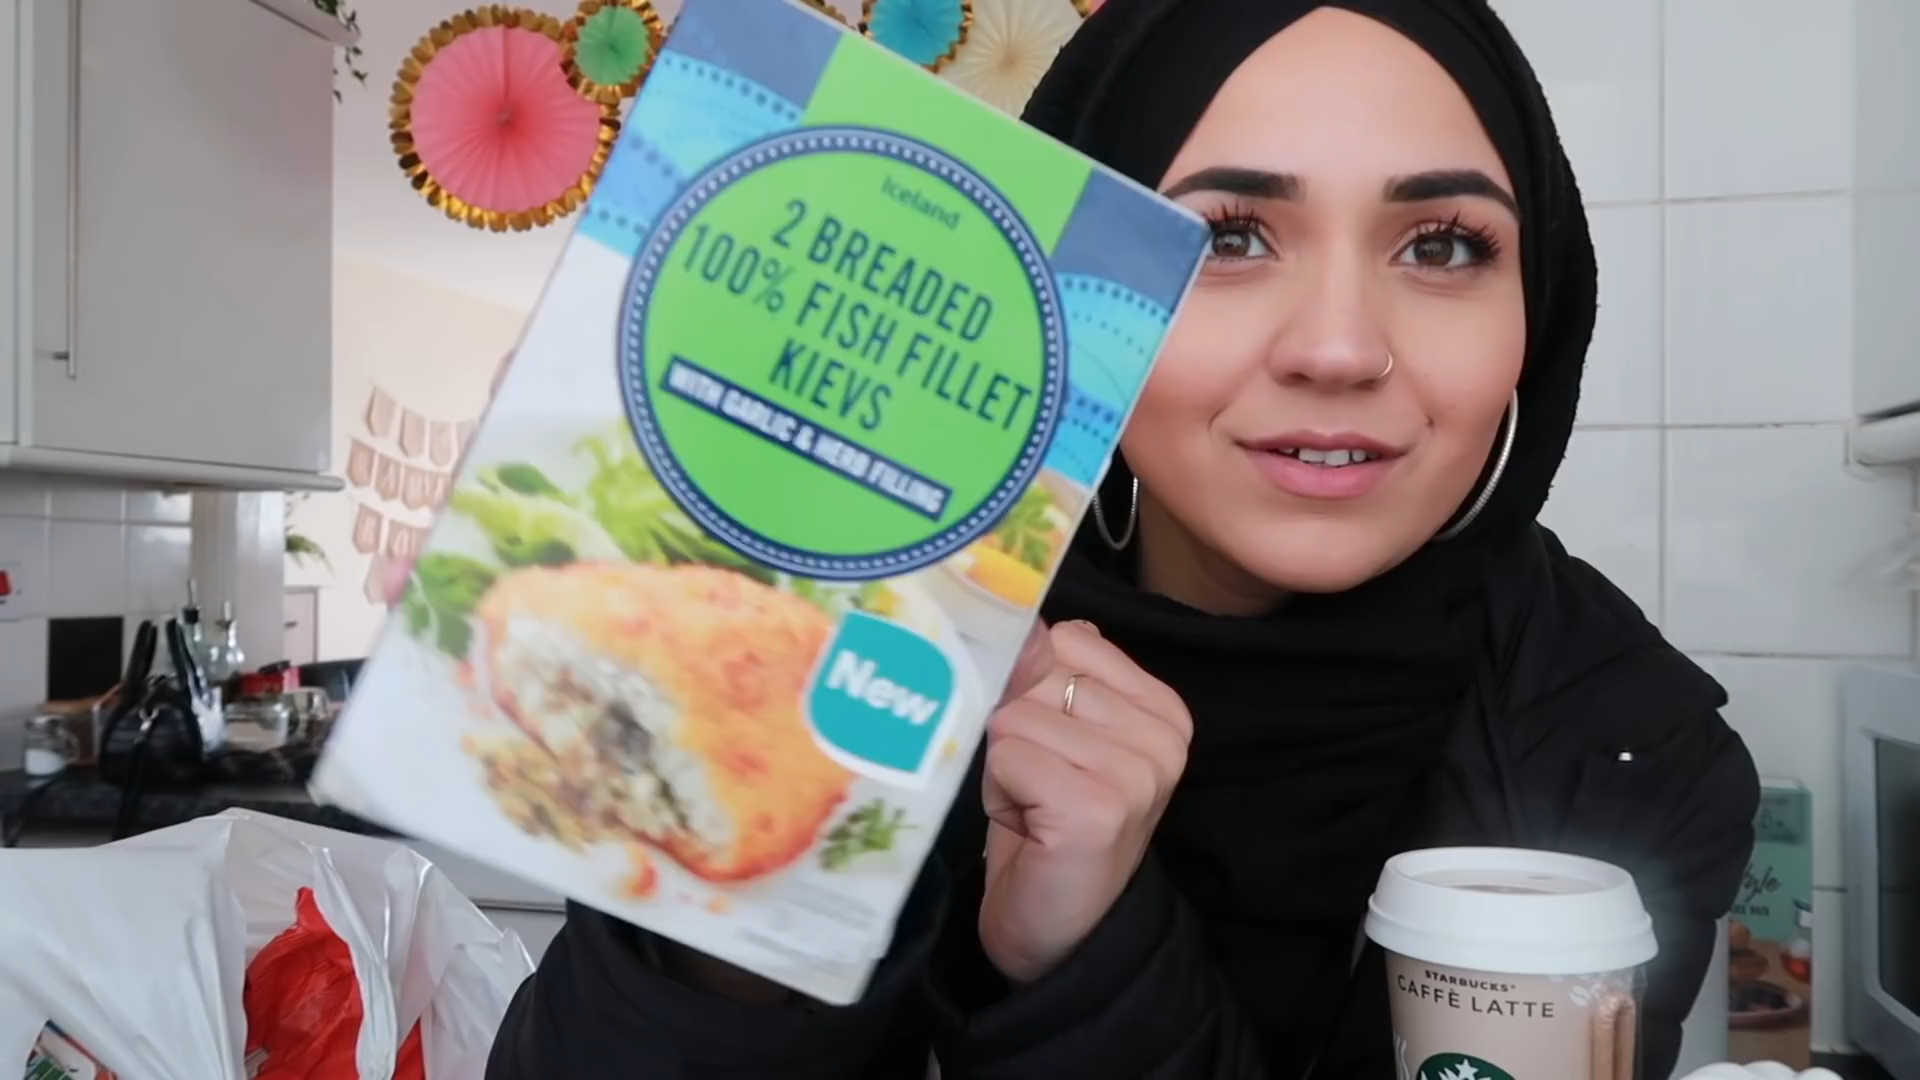 Iceland
2 BREADED
100% FISH FILLET
KIEVS
WITH GARLIC & HERB FILLING
New
STARBUCKS®
CAFFÈ LATTE